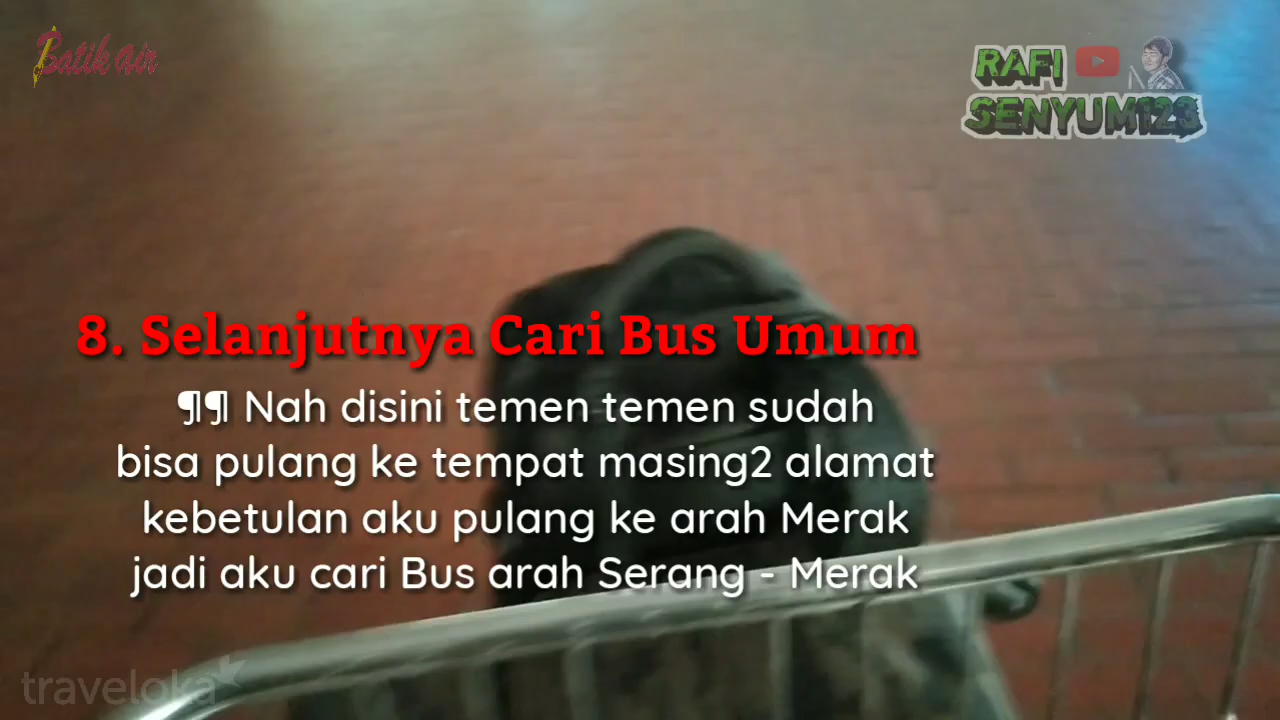 Batik Air
RAFI
SENYUM123
8. Selanjutnya Cari Bus Umum
¶¶ Nah disini temen temen sudah
bisa pulang ke tempat masing2 alamat
kebetulan aku pulang ke arah Merak
jadi aku cari Bus arah Serang - Merak
traveloka